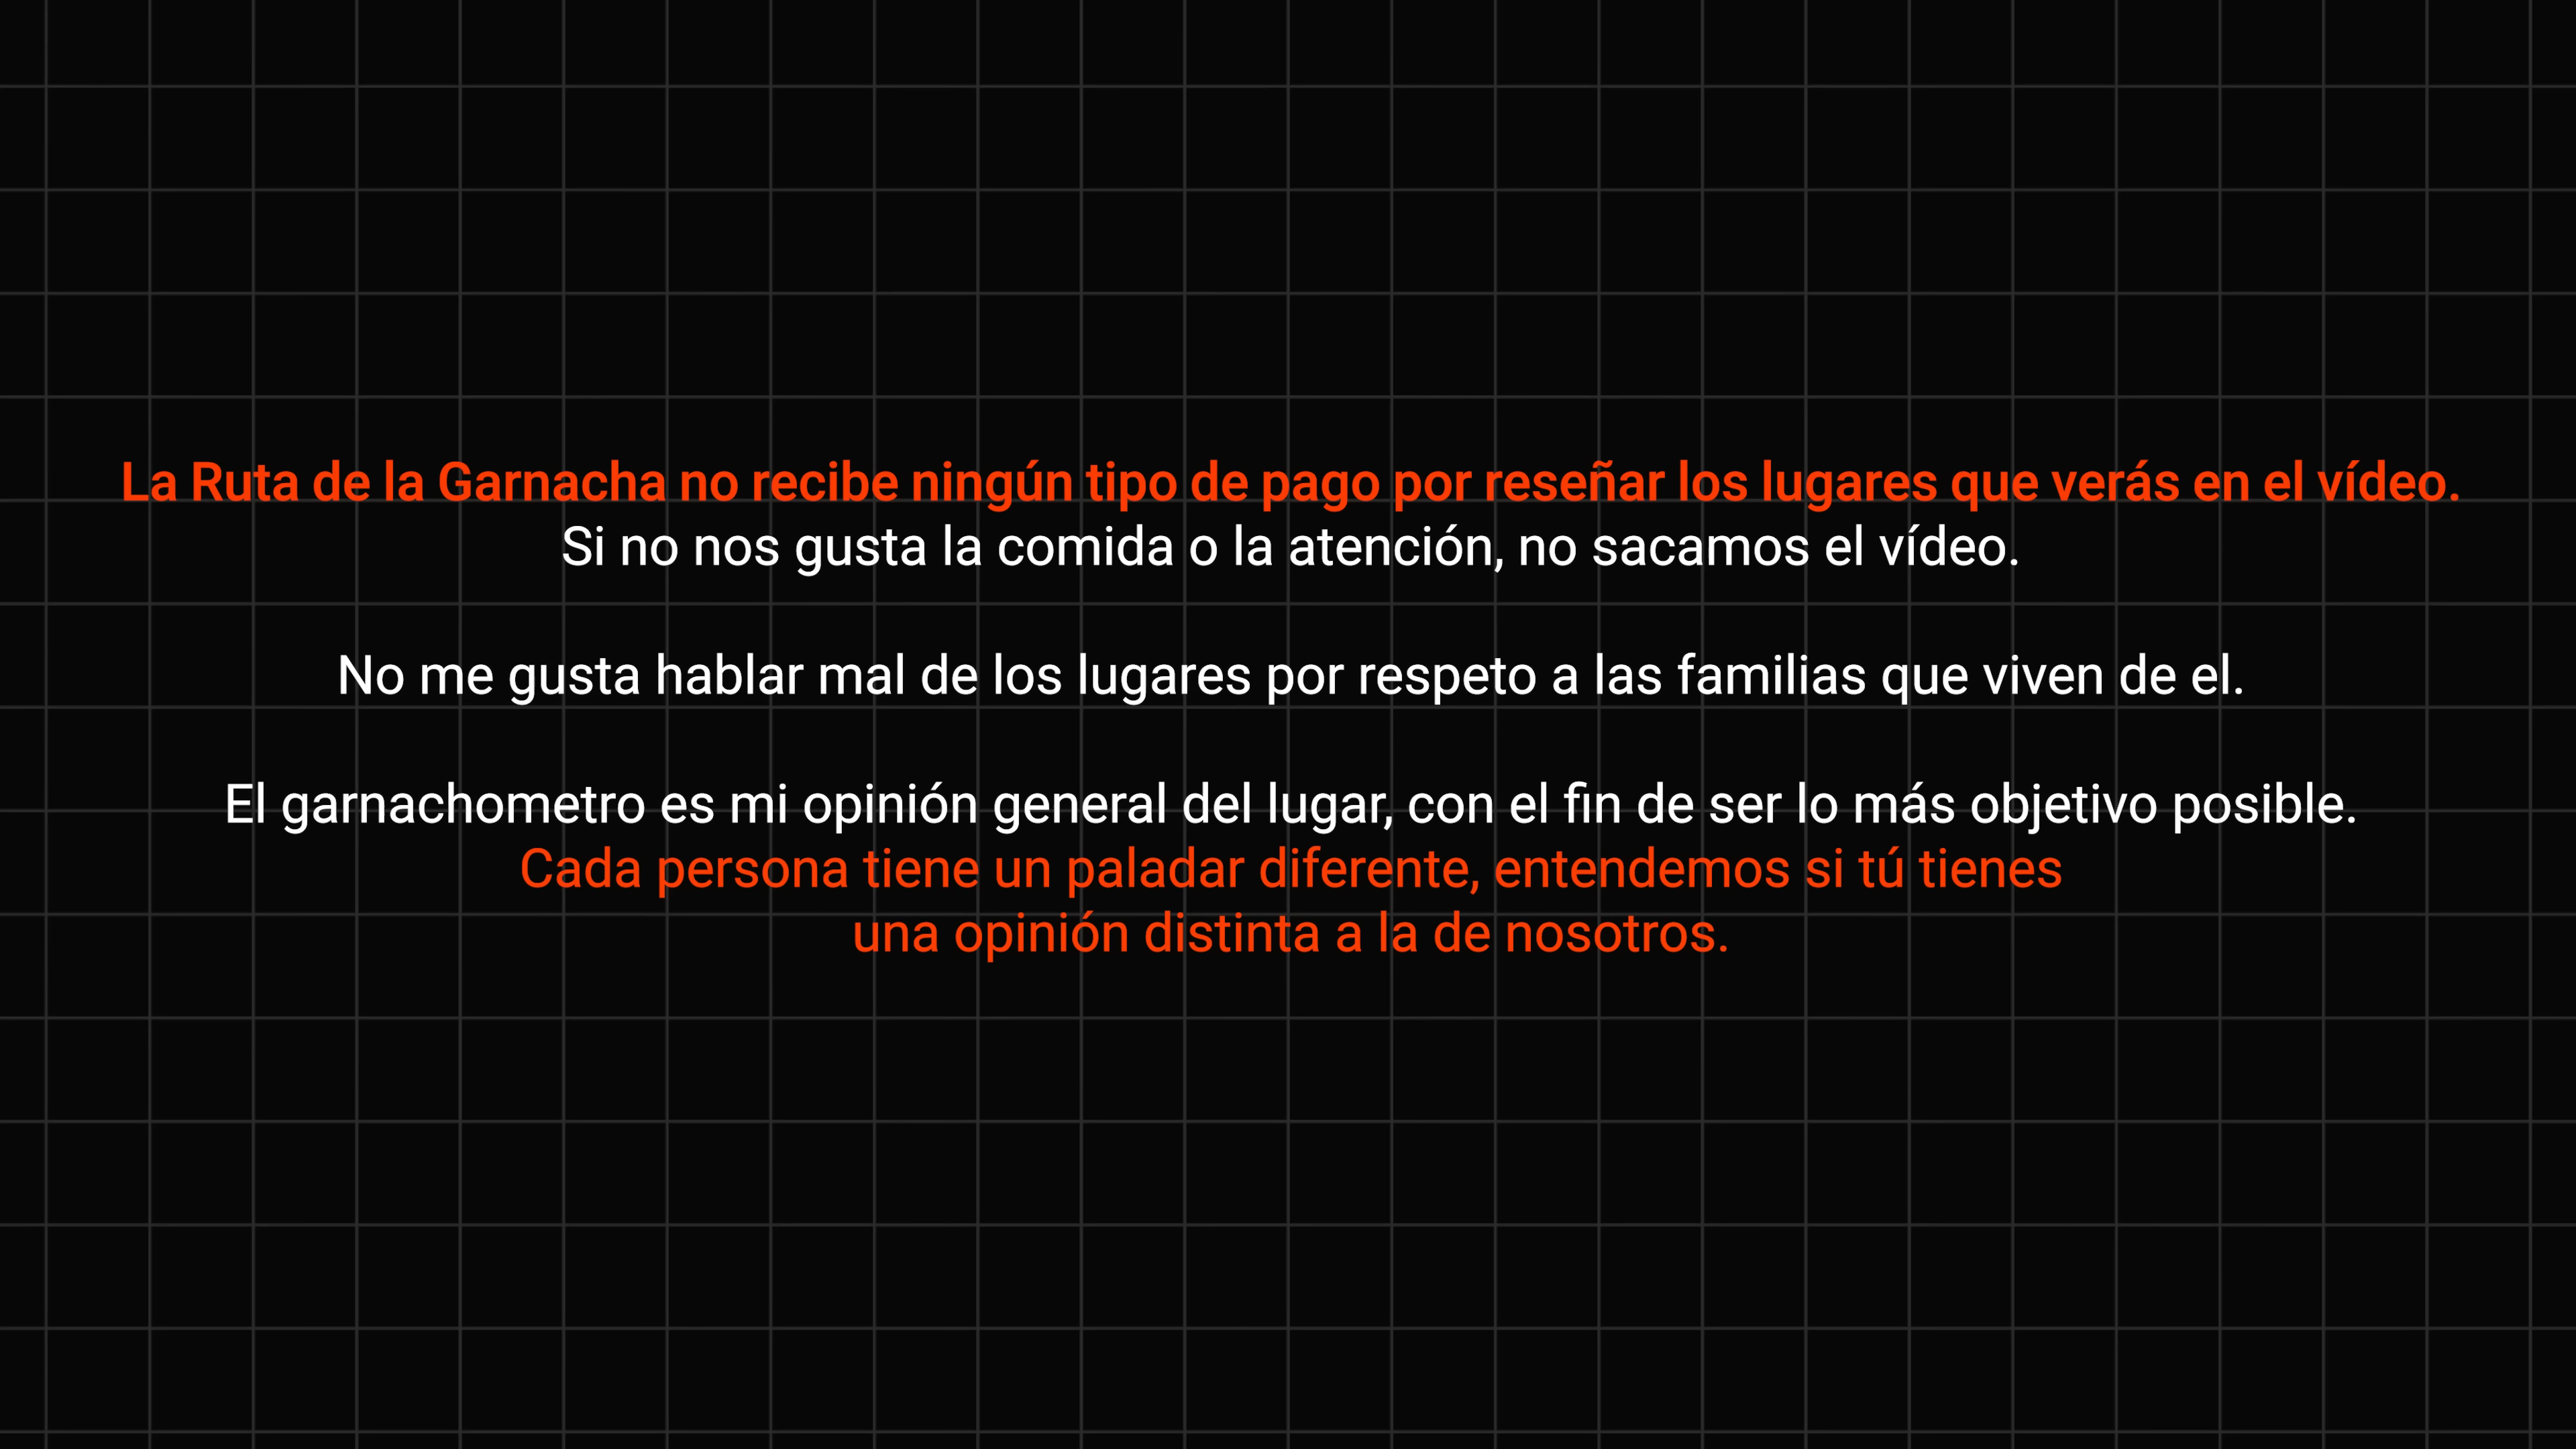 La Ruta de la Garnacha no recibe ningún tipo de pago por reseñar los lugares que verás en el vídeo.
Si no nos gusta la comida o la atención, no sacamos el vídeo.
No me gusta hablar mal de los lugares por respeto a las familias que viven de el.
El garnachometro es mi opinión general del lugar, con el fin de ser lo más objetivo posible.
Cada persona tiene un paladar diferente, entendemos si tú tienes
una opinión distinta a la de nosotros.